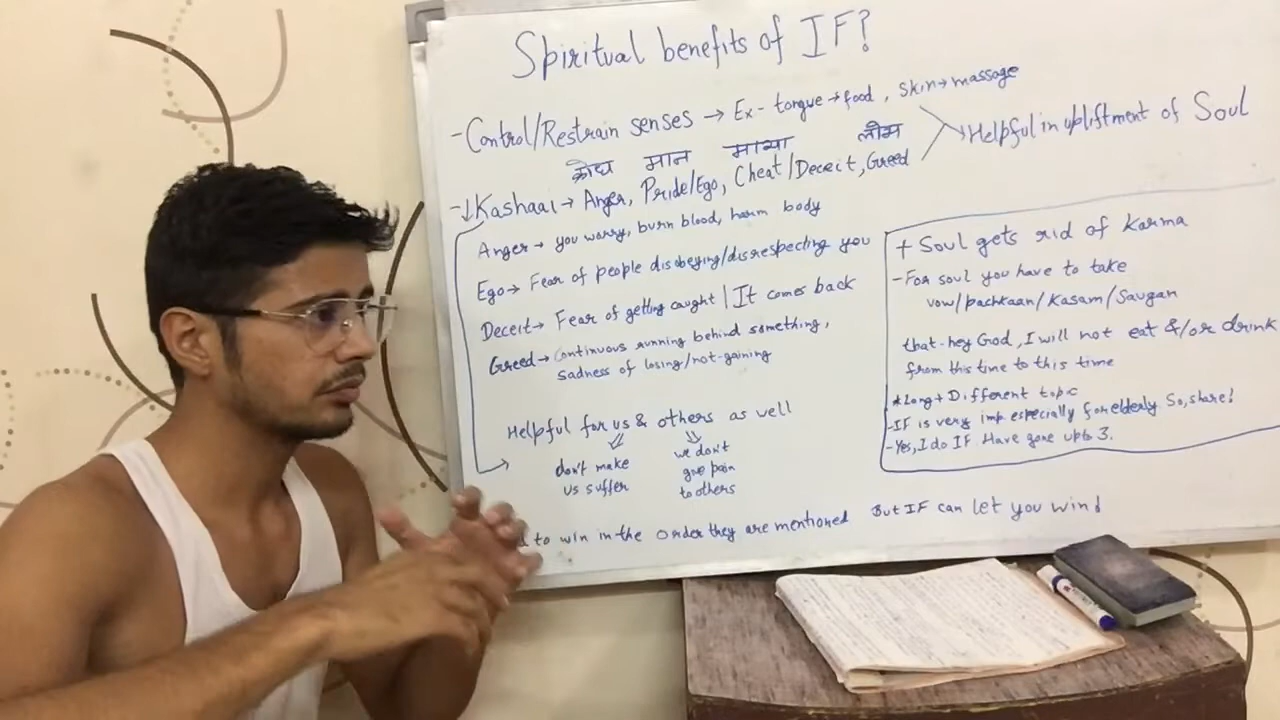 Spiritual benefits of IF?
- Control/Restrain senses → Ex- tongue → food, skin → massage
→ Helpful in upliftment of Soul
क्रोध मान माया लोभ
- ↓ Kashaai → Anger, Pride/Ego, Cheat/Deceit, Greed
Anger → you worry, burn blood, harm body
Ego → Fear of people disobeying/disrespecting you
Deceit → Fear of getting caught | It comes back
Greed → Continuous running behind something,
sadness of losing/not-gaining
Helpful for us & others as well
don't make
us suffer
we don't
give pain
to others
to win in the order they are mentioned But IF can let you win!
+ Soul gets rid of Karma
- For soul you have to take
vow/pachkaan/Kasam/Saugan
that - hey God, I will not eat &/or drink
from this time to this time
* Long + Different topic
- IF is very imp especially for elderly So, share!
- Yes, I do IF Have gone upto 3.